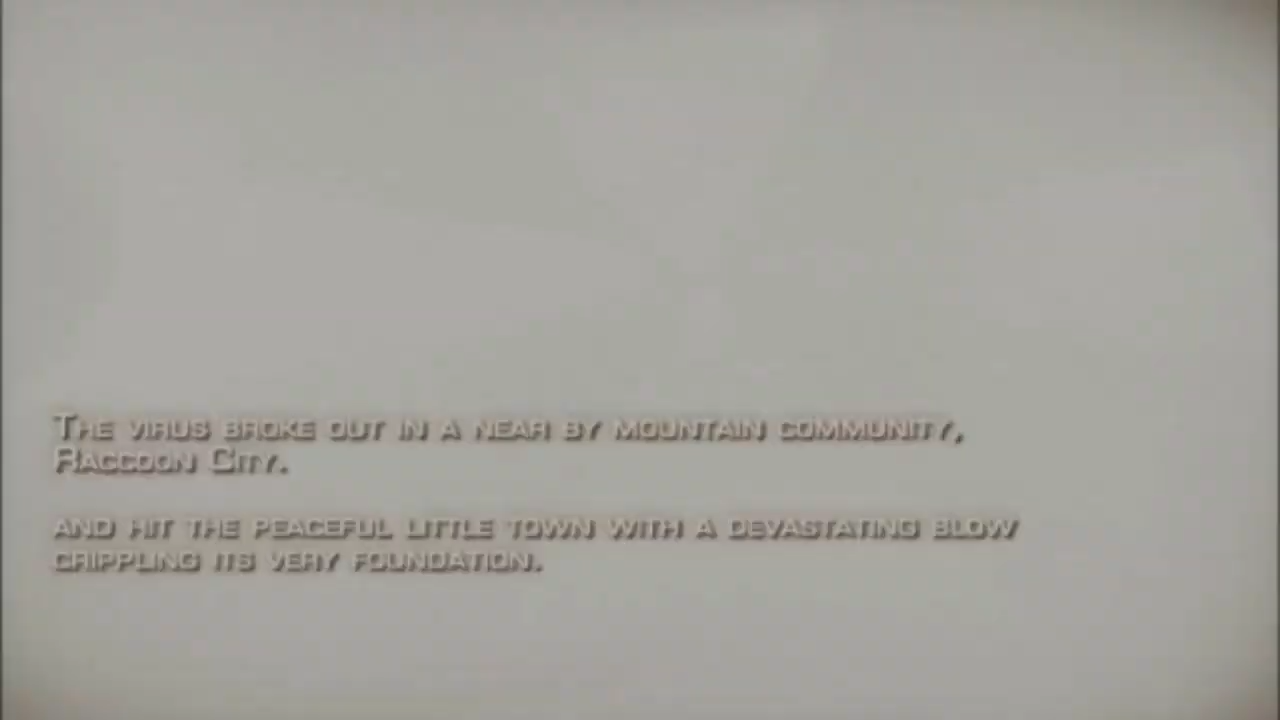 The virus broke out in a near by mountain community,
Raccoon City.
and hit the peaceful little town with a devastating blow
crippling its very foundation.